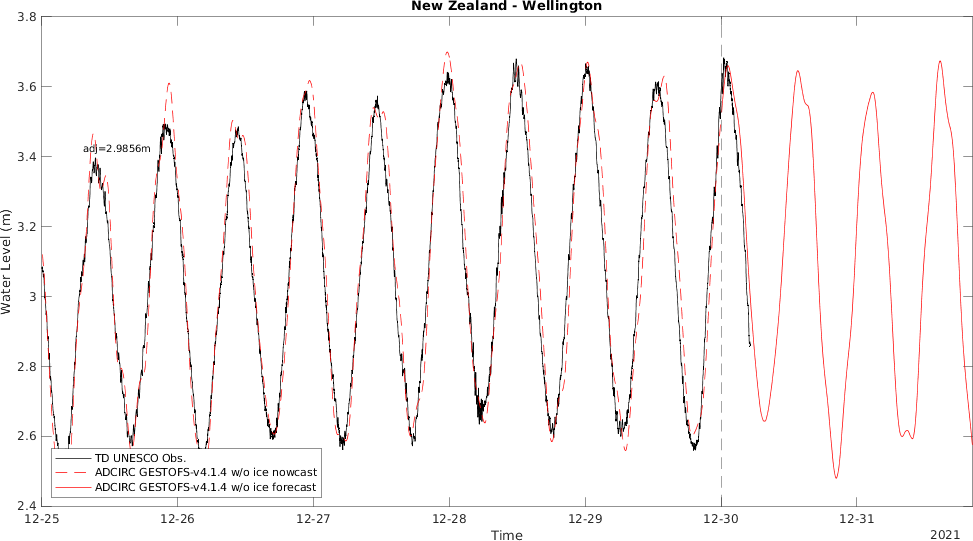 New Zealand - Wellington
3.8
3.6
3.4
3.2
3
2.8
2.6
2.4
Water Level (m)
adj=2.9856m
TD UNESCO Obs.
ADCIRC GESTOFS-v4.1.4 w/o ice nowcast
ADCIRC GESTOFS-v4.1.4 w/o ice forecast
12-25
12-26
12-27
12-28
12-29
12-30
12-31
Time
2021